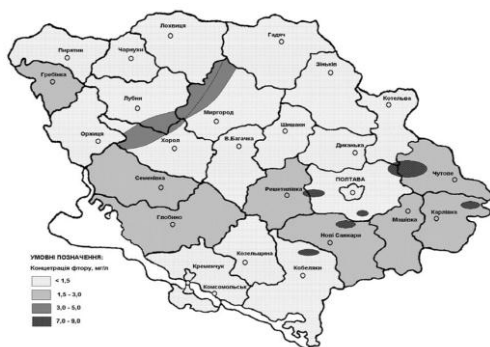 Лохвиця
Гадяч
Пирятин
Чорнухи
Зіньків
Гребінка
Лубни
Котельва
Миргород
Шишаки
Оржиця
Хорол
В.Багачка
Диканька
Семенівка
ПОЛТАВА
Чутове
Решетилівка
Глобино
Машівка
Карлівка
Нові Санжари
Козельщина
Кременчук
Кобеляки
Комсомольськ
УМОВНІ ПОЗНАЧЕННЯ:
Концентрація фтору, мг/л
< 1,5
1,5 - 3,0
3,0 - 5,0
7,0 - 9,0